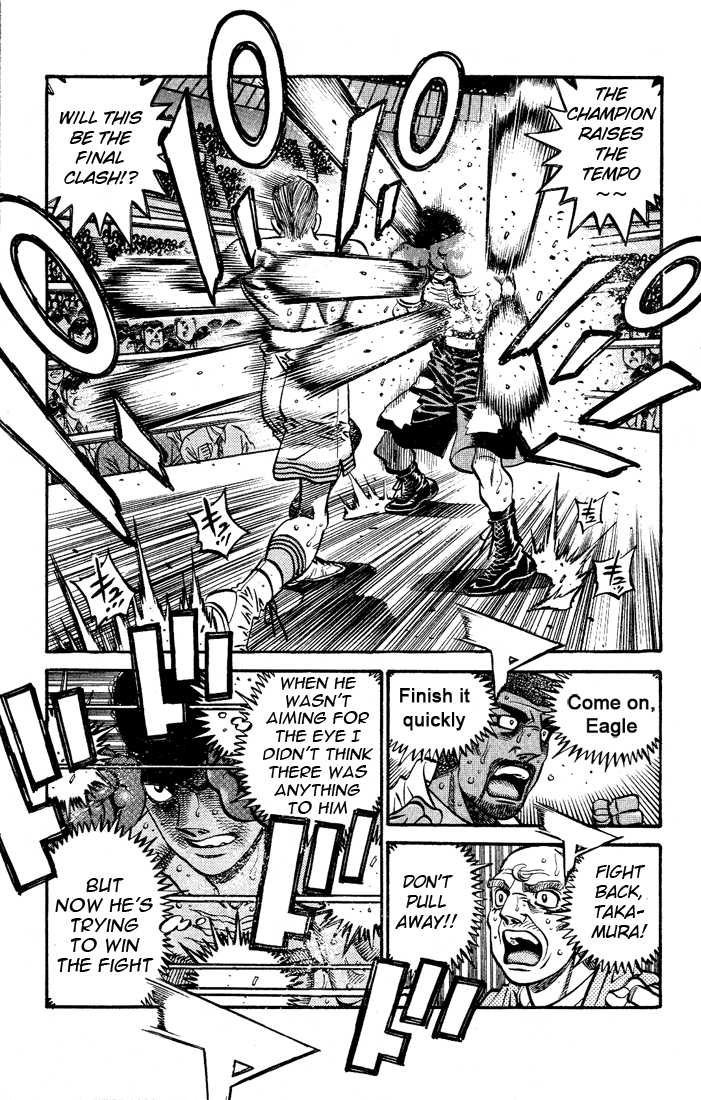 THE
CHAMPION
RAISES
THE
TEMPO
~~
WILL THIS
BE THE
FINAL
CLASH!?
Come on,
Eagle
Finish it
quickly
FIGHT
BACK,
TAKA-
MURA!
DON'T
PULL
AWAY!!
WHEN HE
WASN'T
AIMING FOR
THE EYE I
DIDN'T THINK
THERE WAS
ANYTHING
TO HIM
BUT
NOW HE'S
TRYING
TO WIN
THE FIGHT